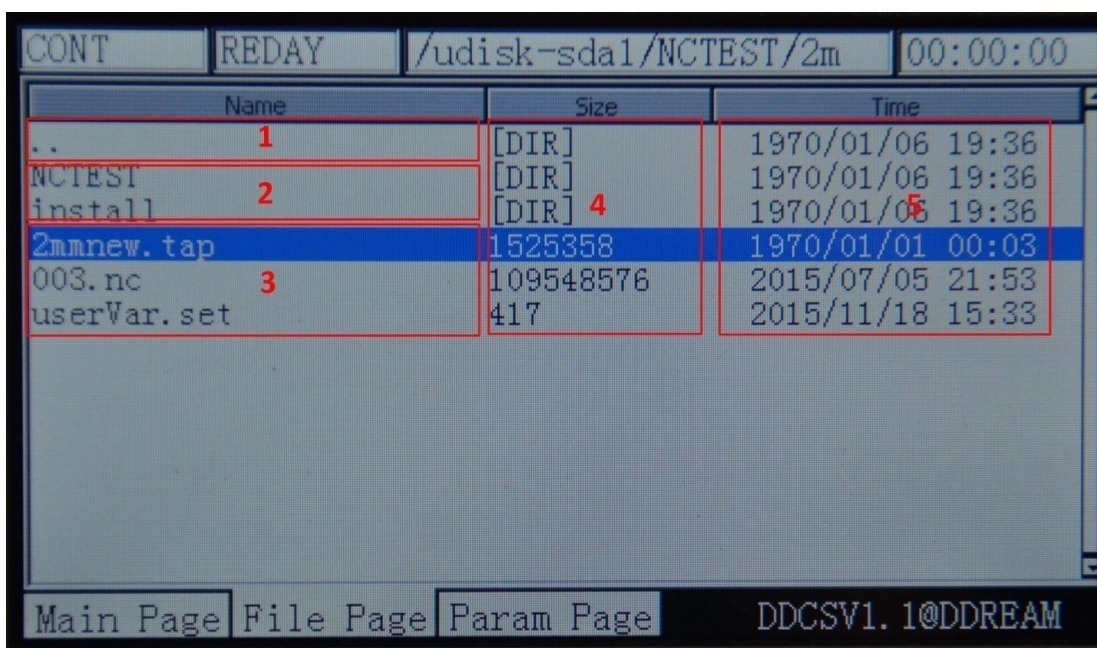 CONT REDAY /udisk-sda1/NCTEST/2m 00:00:00
Name Size Time
.. 1 [DIR] 1970/01/06 19:36
NCTEST [DIR] 1970/01/06 19:36
2
install [DIR] 4 1970/01/06 19:36 5
2mmnew.tap 1525358 1970/01/01 00:03
003.nc 3 109548576 2015/07/05 21:53
userVar.set 417 2015/11/18 15:33
Main Page File Page Param Page DDCSV1.1@DDREAM